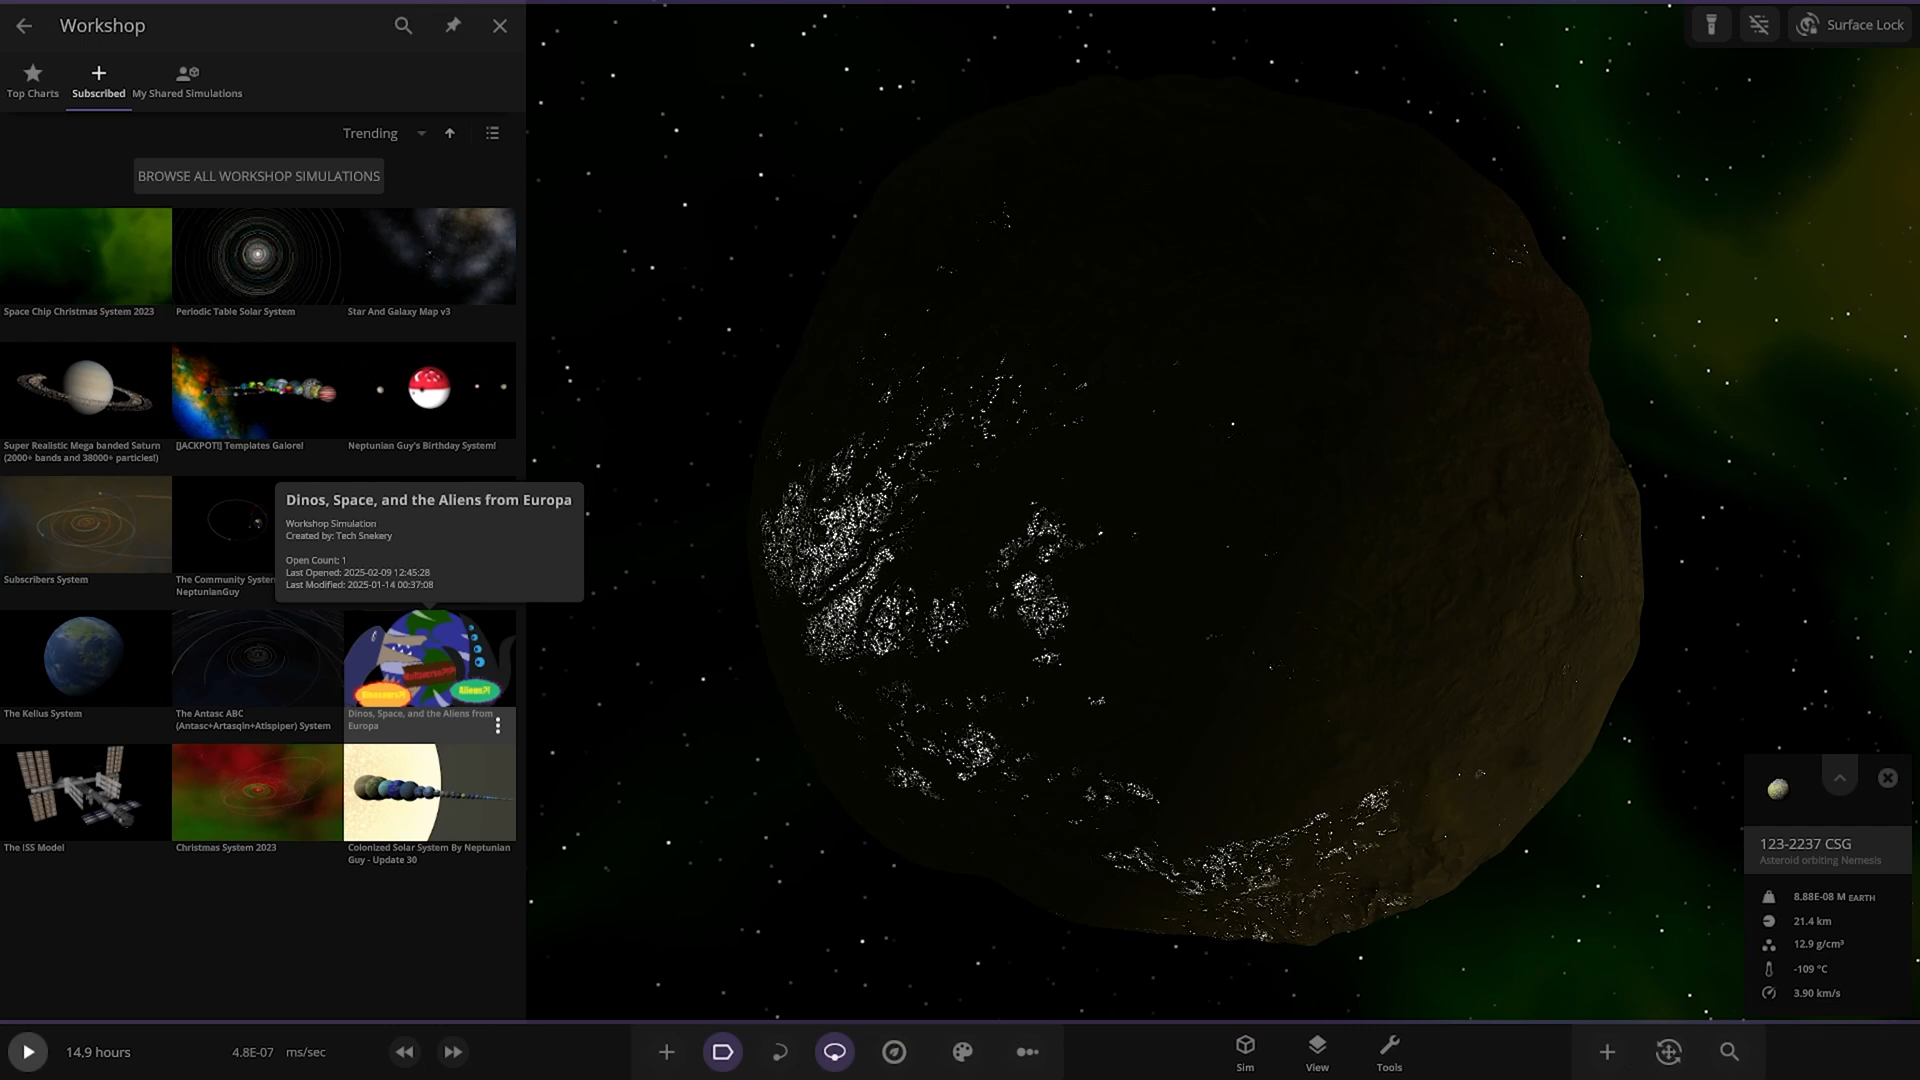 Workshop
Surface Lock
Top Charts
Subscribed
My Shared Simulations
Trending
BROWSE ALL WORKSHOP SIMULATIONS
Space Chip Christmas System 2023
Periodic Table Solar System
Star And Galaxy Map v3
Super Realistic Mega banded Saturn
(2000+ bands and 38000+ particles!)
[JACKPOT!] Templates Galore!
Neptunian Guy's Birthday System!
Dinos, Space, and the Aliens from Europa
Workshop Simulation
Created by: Tech Snekery
Open Count: 1
Last Opened: 2025-02-09 12:45:28
Last Modified: 2025-01-14 00:37:08
Subscribers System
The Community System
NeptunianGuy
Dinosaurs?!
Multiverse?!?!
Aliens?!
The Kelius System
The Antasc ABC
(Antasc+Artasqin+Atispiper) System
Dinos, Space, and the Aliens from
Europa
The ISS Model
Christmas System 2023
Colonized Solar System By Neptunian
Guy - Update 30
123-2237 CSG
Asteroid orbiting Nemesis
8.88E-08 M EARTH
21.4 km
12.9 g/cm³
-109 °C
3.90 km/s
14.9 hours
4.8E-07 ms/sec
Sim
View
Tools